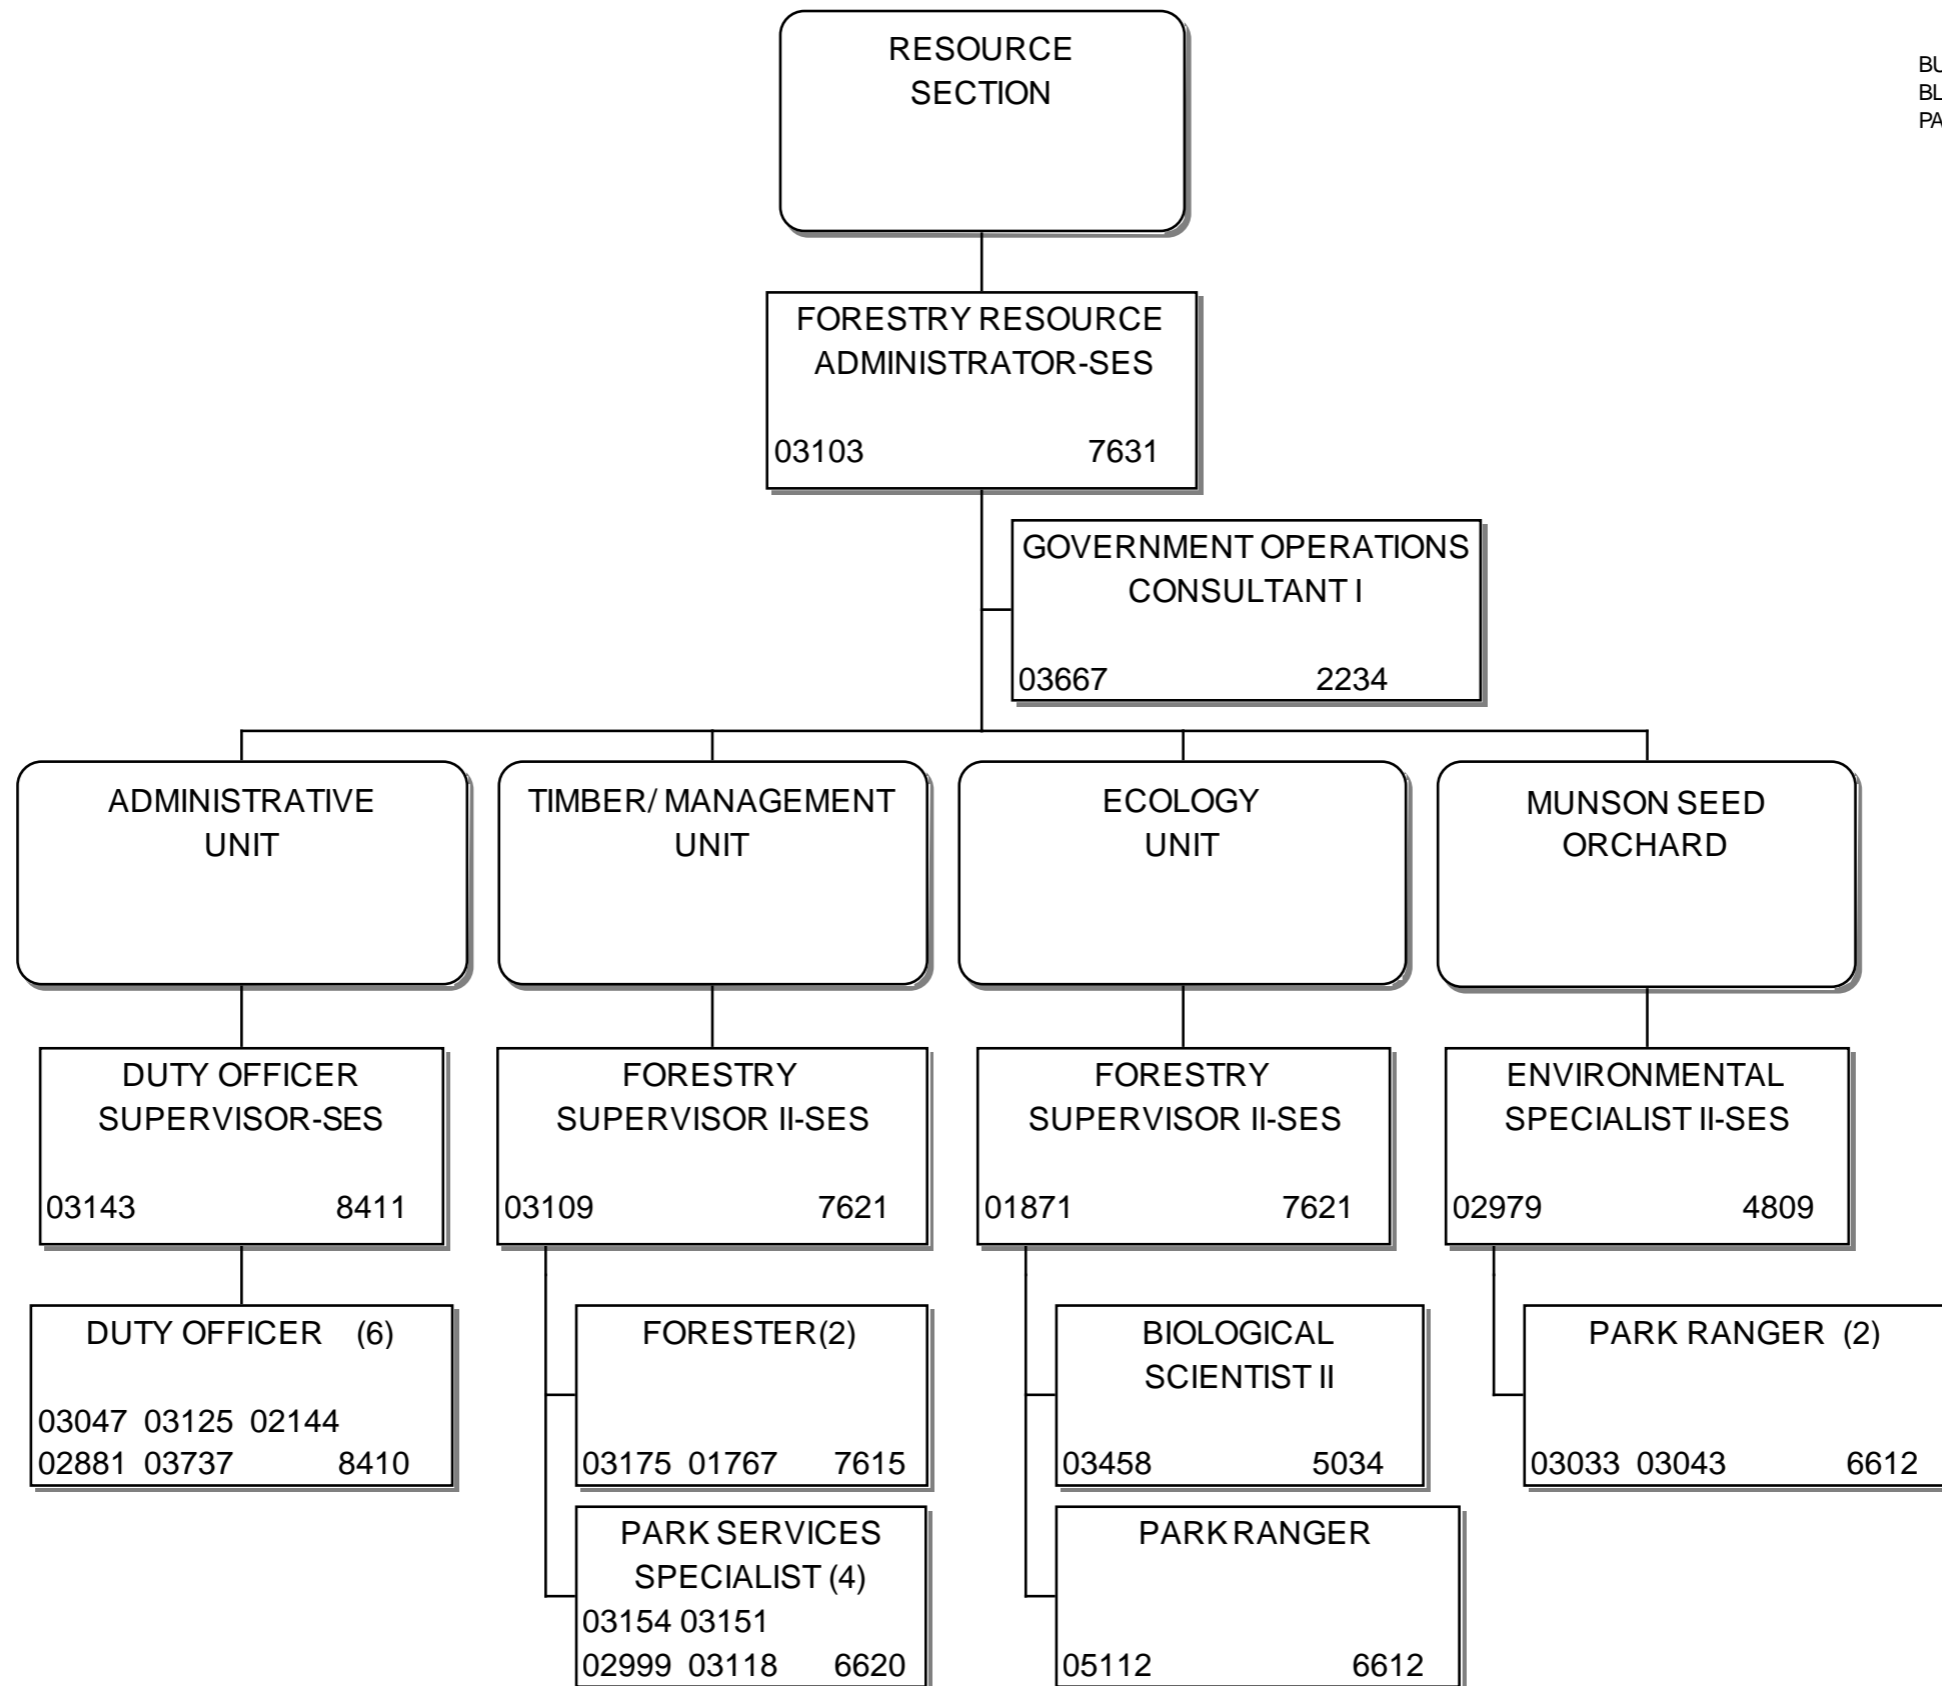 RESOURCE
SECTION
BU
BL
PA
FORESTRY RESOURCE
ADMINISTRATOR-SES
03103 7631
GOVERNMENT OPERATIONS
CONSULTANT I
03667 2234
ADMINISTRATIVE
UNIT
TIMBER/ MANAGEMENT
UNIT
ECOLOGY
UNIT
MUNSON SEED
ORCHARD
DUTY OFFICER
SUPERVISOR-SES
03143 8411
FORESTRY
SUPERVISOR II-SES
03109 7621
FORESTRY
SUPERVISOR II-SES
01871 7621
ENVIRONMENTAL
SPECIALIST II-SES
02979 4809
DUTY OFFICER (6)
03047 03125 02144
02881 03737 8410
FORESTER(2)
03175 01767 7615
BIOLOGICAL
SCIENTIST II
03458 5034
PARK RANGER (2)
03033 03043 6612
PARK SERVICES
SPECIALIST (4)
03154 03151
02999 03118 6620
PARK RANGER
05112 6612